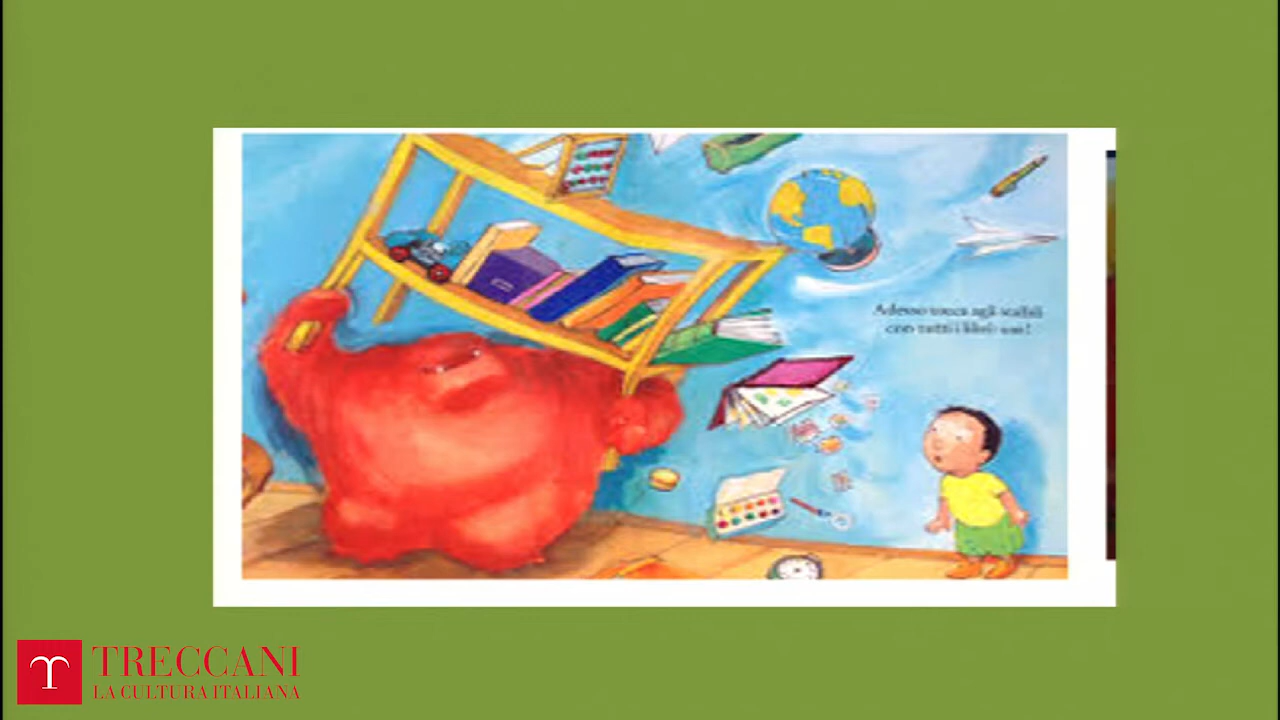 Adesso tocca agli scaffali
con tutti i libri suoi!
TRECCANI
LA CULTURA ITALIANA